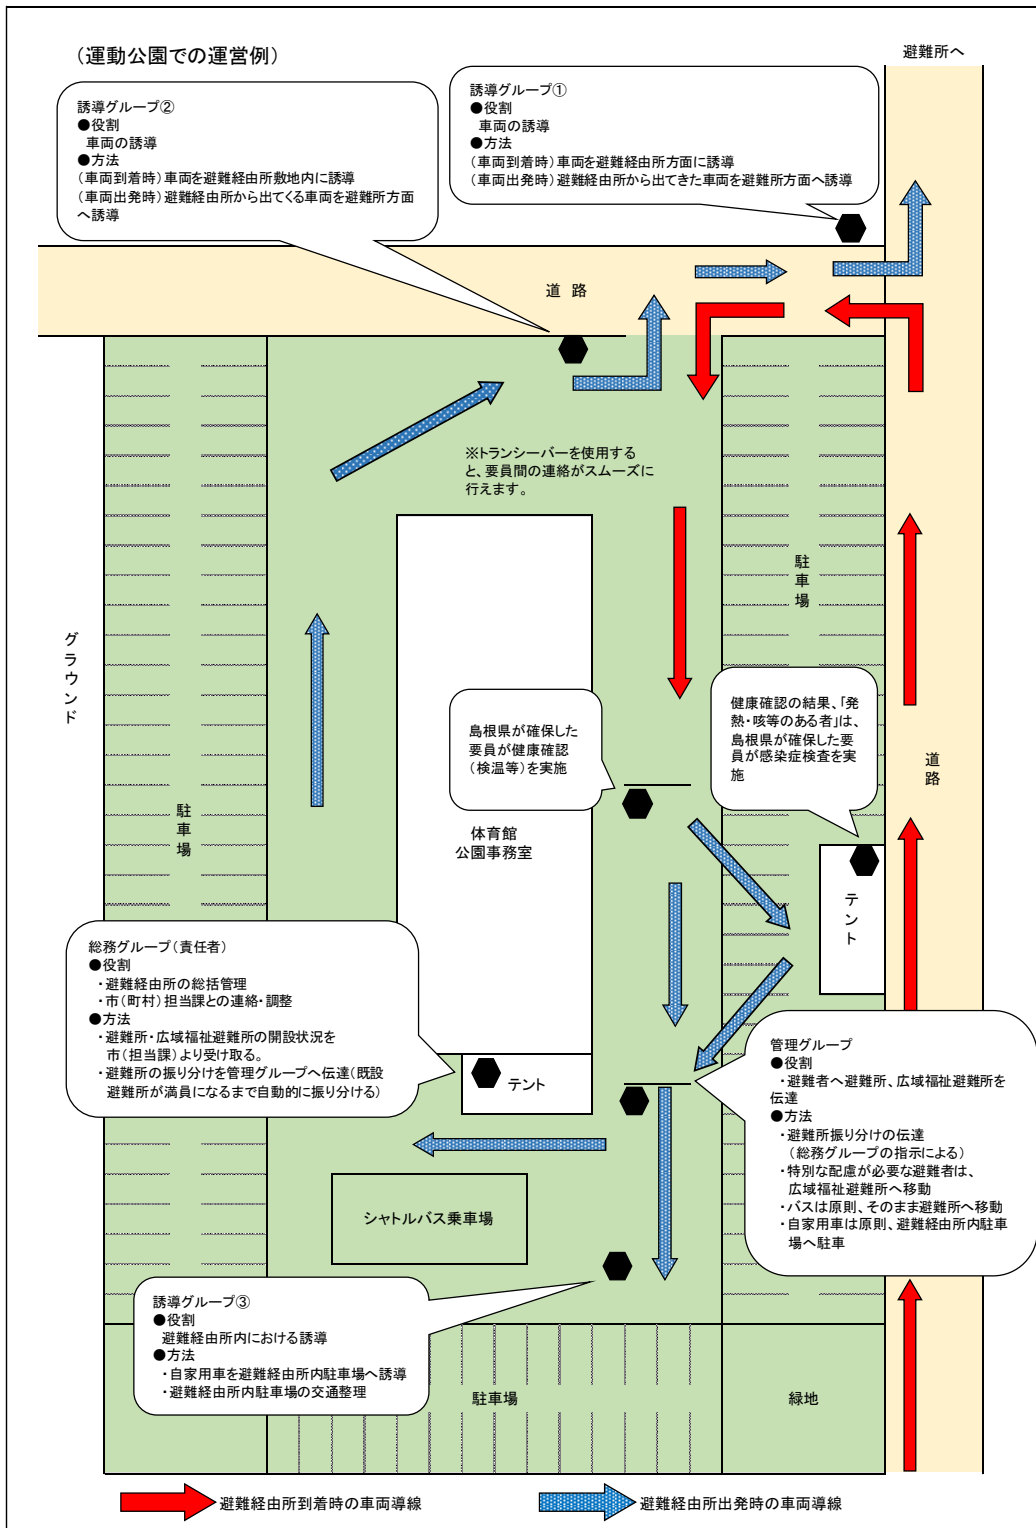 (運動公園での運営例)
避難所へ
誘導グループ②
●役割
車両の誘導
●方法
(車両到着時)車両を避難経由所敷地内に誘導
(車両出発時)避難経由所から出てくる車両を避難所方面
へ誘導
誘導グループ①
●役割
車両の誘導
●方法
(車両到着時)車両を避難経由所方面に誘導
(車両出発時)避難経由所から出てきた車両を避難所方面へ誘導
道 路
※トランシーバーを使用する
と、要員間の連絡がスムーズに
行えます。
駐車場
グラウンド
島根県が確保した
要員が健康確認
(検温等)を実施
健康確認の結果、「発
熱・咳等のある者」は、
島根県が確保した要
員が感染症検査を実
施
道路
駐車場
体育館
公園事務室
テント
総務グループ(責任者)
●役割
・避難経由所の総括管理
・市(町村)担当課との連絡・調整
●方法
・避難所・広域福祉避難所の開設状況を
市(担当課)より受け取る。
・避難所の振り分けを管理グループへ伝達(既設
避難所が満員になるまで自動的に振り分ける)
テント
管理グループ
●役割
・避難者へ避難所、広域福祉避難所を
伝達
●方法
・避難所振り分けの伝達
(総務グループの指示による)
・特別な配慮が必要な避難者は、
広域福祉避難所へ移動
・バスは原則、そのまま避難所へ移動
・自家用車は原則、避難経由所内駐車
場へ駐車
シャトルバス乗車場
誘導グループ③
●役割
避難経由所内における誘導
●方法
・自家用車を避難経由所内駐車場へ誘導
・避難経由所内駐車場の交通整理
駐車場
緑地
避難経由所到着時の車両導線
避難経由所出発時の車両導線